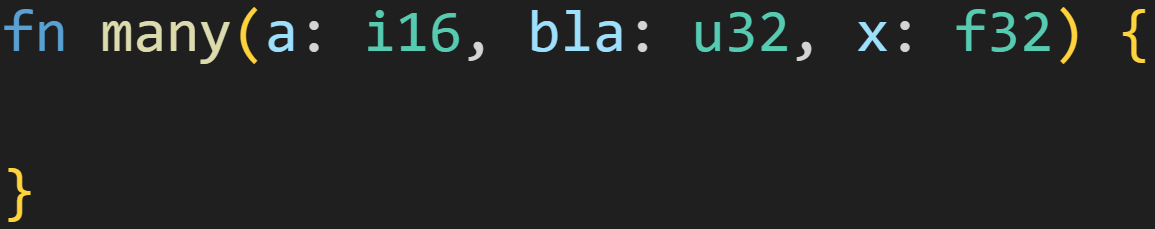 fn many(a: i16, bla: u32, x: f32) {
}